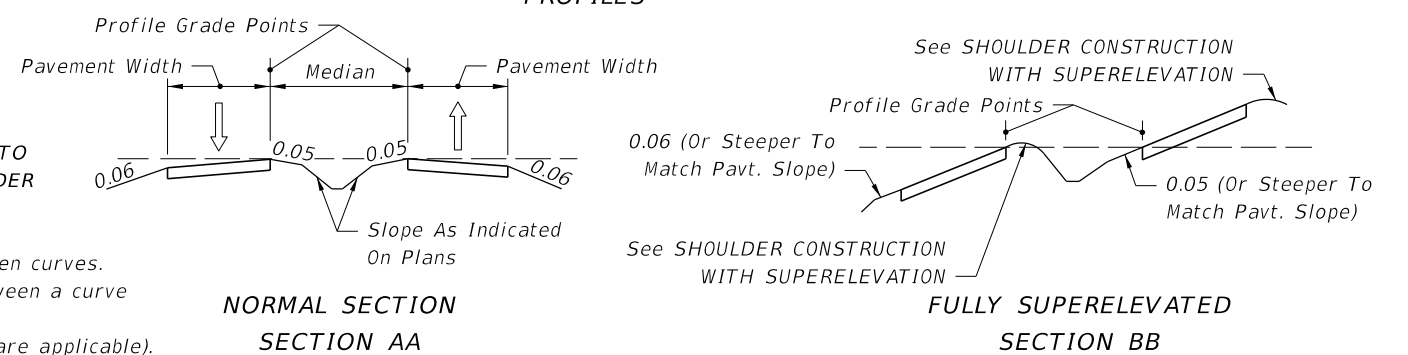 PROFILES
Profile Grade Points
Pavement Width
Median
Pavement Width
TO
DER
0.06
0.05
0.05
0.06
Slope As Indicated
On Plans
en curves.
ween a curve
are applicable).
NORMAL SECTION
SECTION AA
See SHOULDER CONSTRUCTION
WITH SUPERELEVATION
Profile Grade Points
0.06 (Or Steeper To
Match Pavt. Slope)
0.05 (Or Steeper To
Match Pavt. Slope)
See SHOULDER CONSTRUCTION
WITH SUPERELEVATION
FULLY SUPERELEVATED
SECTION BB